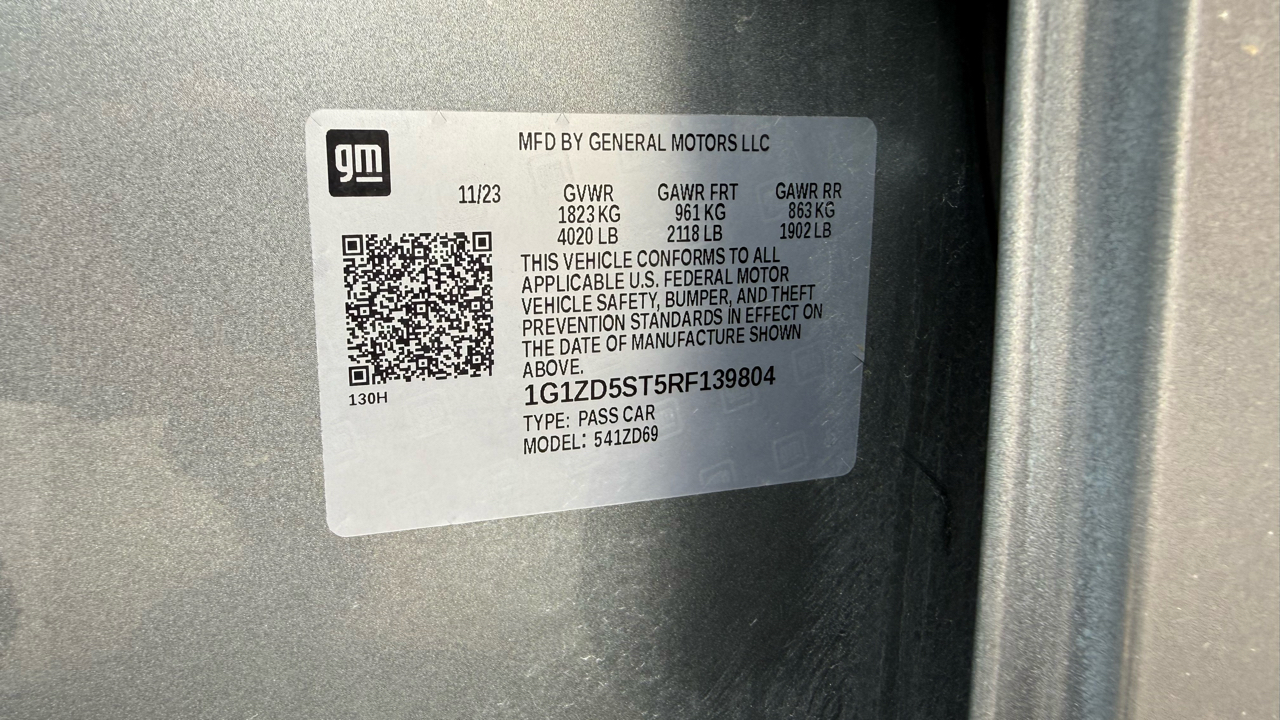 gm
MFD BY GENERAL MOTORS LLC
11/23 GVWR GAWR FRT GAWR RR
1823 KG 961 KG 863 KG
4020 LB 2118 LB 1902 LB
THIS VEHICLE CONFORMS TO ALL
APPLICABLE U.S. FEDERAL MOTOR
VEHICLE SAFETY, BUMPER, AND THEFT
PREVENTION STANDARDS IN EFFECT ON
THE DATE OF MANUFACTURE SHOWN
ABOVE.
130H
1G1ZD5ST5RF139804
TYPE: PASS CAR
MODEL: 541ZD69